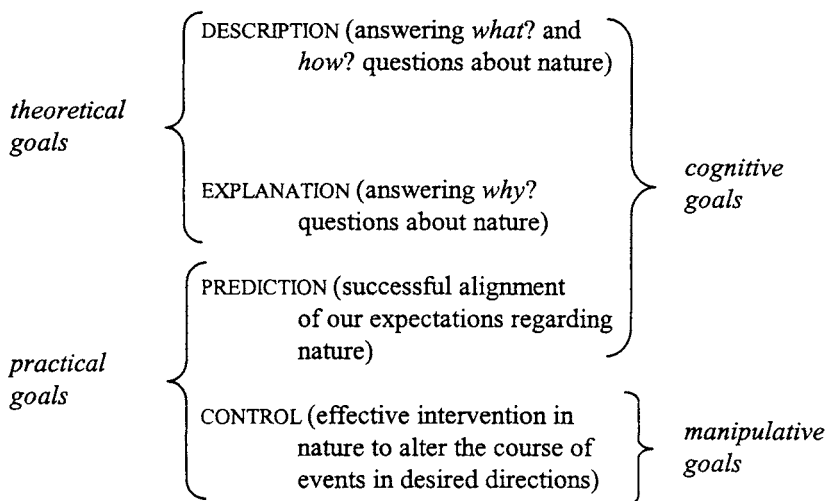 DESCRIPTION (answering what? and
how? questions about nature)
theoretical
goals
EXPLANATION (answering why?
questions about nature)
cognitive
goals
PREDICTION (successful alignment
of our expectations regarding
nature)
practical
goals
CONTROL (effective intervention in
nature to alter the course of
events in desired directions)
manipulative
goals